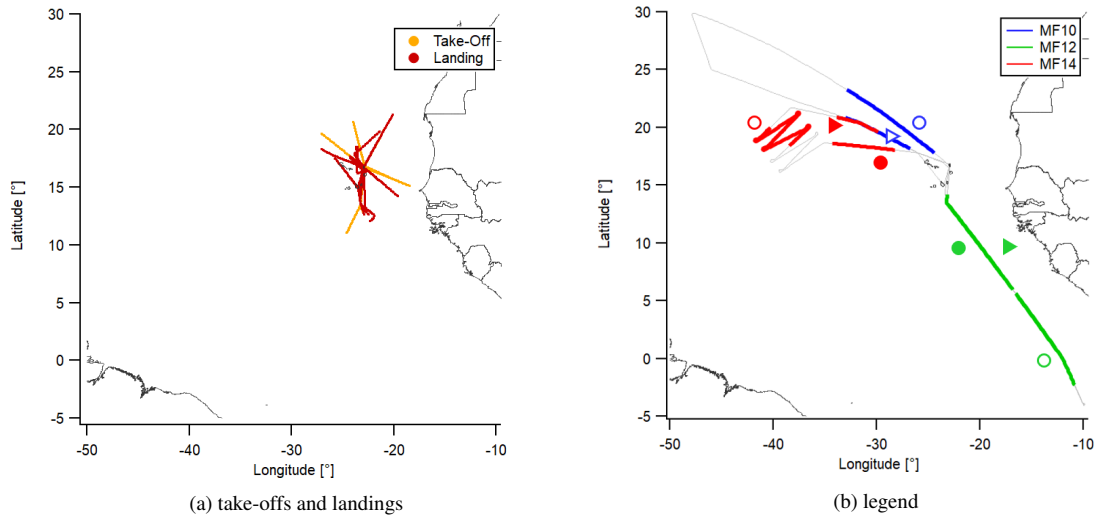 30
25
20
15
10
5
0
-5
-50
-40
-30
-20
-10
Latitude [°]
Longitude [°]
Take-Off
Landing
(a) take-offs and landings
30
25
20
15
10
5
0
-5
-50
-40
-30
-20
-10
Latitude [°]
Longitude [°]
MF10
MF12
MF14
(b) legend